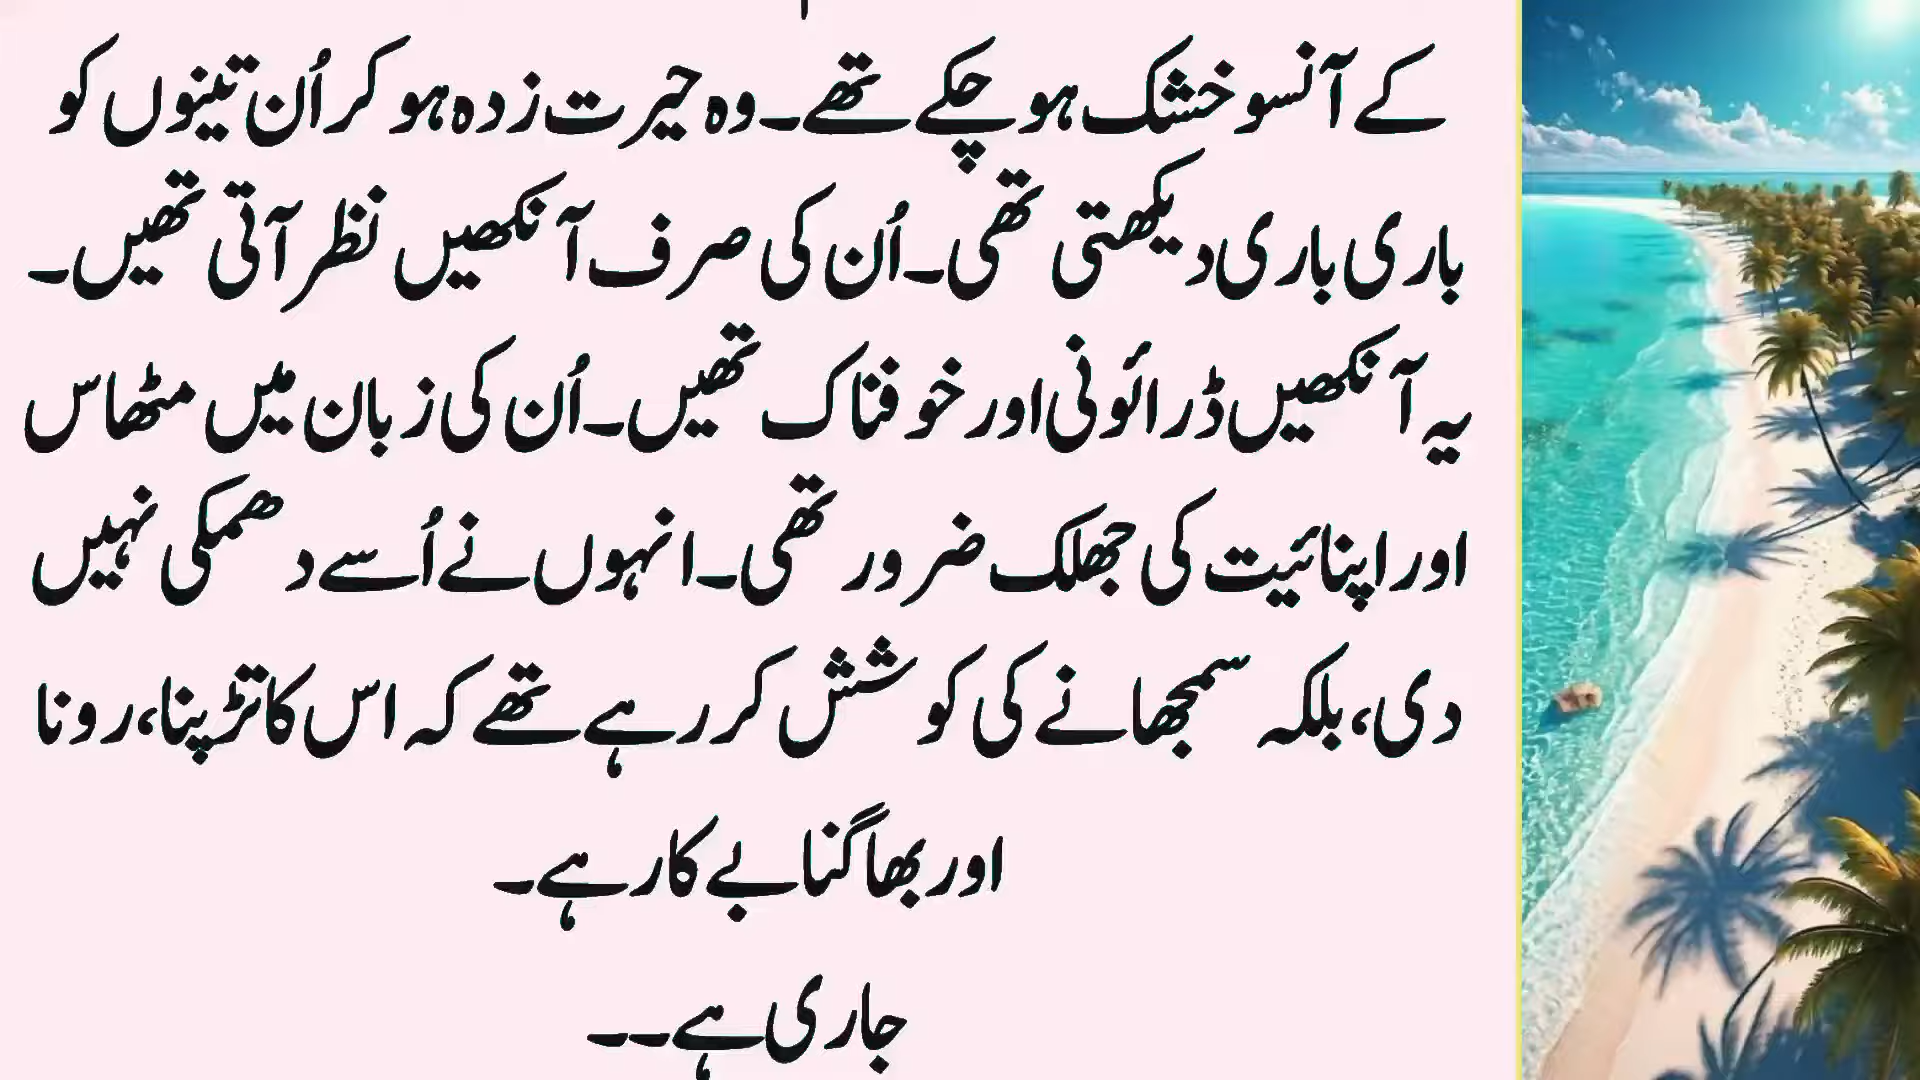 کے آنسو خشک ہو چکے تھے۔ وہ حیرت زدہ ہو کر اُن تینوں کو
باری باری دیکھتی تھی۔ اُن کی صرف آنکھیں نظر آتی تھیں۔
یہ آنکھیں ڈرائونی اور خوفناک تھیں۔ اُن کی زبان میں مٹھاس
اور اپنائیت کی جھلک ضرور تھی۔ انہوں نے اُسے دھمکی نہیں
دی، بلکہ سمجھانے کی کوشش کر رہے تھے کہ اس کا تڑپنا، رونا
اور بھاگنا بے کار ہے۔
جاری ہے۔۔